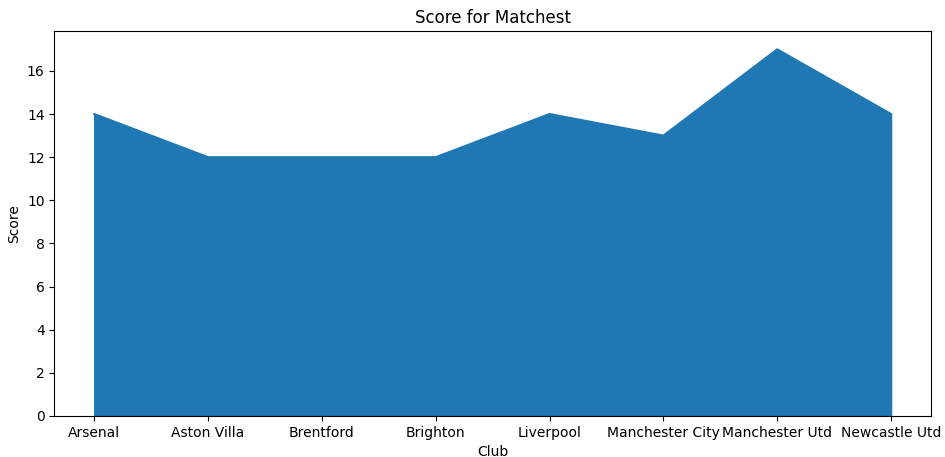 Score for Matchest
Score
16
14
12
10
8
6
4
2
0
Arsenal Aston Villa Brentford Brighton Liverpool Manchester City Manchester Utd Newcastle Utd
Club